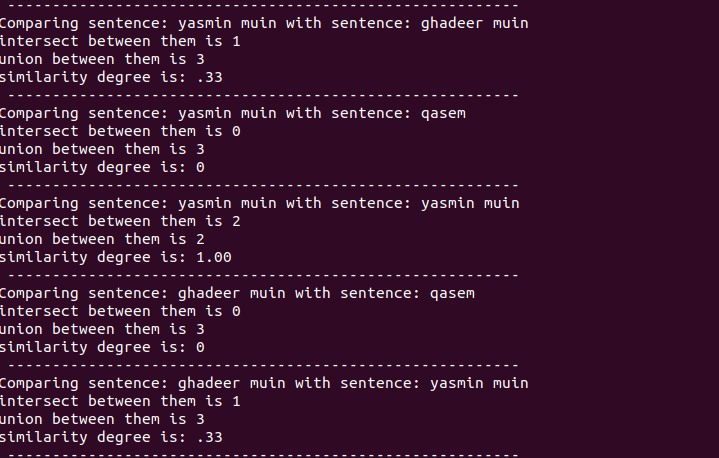 ---------------------------------------------------------
Comparing sentence: yasmin muin with sentence: ghadeer muin
intersect between them is 1
union between them is 3
similarity degree is: .33
---------------------------------------------------------
Comparing sentence: yasmin muin with sentence: qasem
intersect between them is 0
union between them is 3
similarity degree is: 0
---------------------------------------------------------
Comparing sentence: yasmin muin with sentence: yasmin muin
intersect between them is 2
union between them is 2
similarity degree is: 1.00
---------------------------------------------------------
Comparing sentence: ghadeer muin with sentence: qasem
intersect between them is 0
union between them is 3
similarity degree is: 0
---------------------------------------------------------
Comparing sentence: ghadeer muin with sentence: yasmin muin
intersect between them is 1
union between them is 3
similarity degree is: .33
---------------------------------------------------------